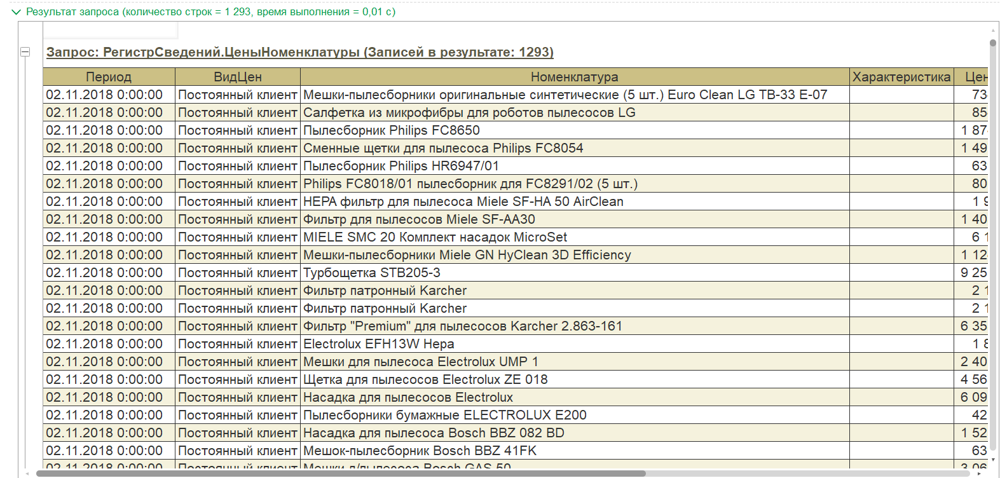 Результат запроса (количество строк = 1 293, время выполнения = 0,01 с)
Запрос: РегистрСведений.ЦеныНоменклатуры (Записей в результате: 1293)
Период ВидЦен Номенклатура Характеристика Цен
02.11.2018 0:00:00 Постоянный клиент Мешки-пылесборники оригинальные синтетические (5 шт.) Euro Clean LG TB-33 E-07 73
02.11.2018 0:00:00 Постоянный клиент Салфетка из микрофибры для роботов пылесосов LG 85
02.11.2018 0:00:00 Постоянный клиент Пылесборник Philips FC8650 1 87
02.11.2018 0:00:00 Постоянный клиент Сменные щетки для пылесоса Philips FC8054 1 49
02.11.2018 0:00:00 Постоянный клиент Пылесборник Philips HR6947/01 63
02.11.2018 0:00:00 Постоянный клиент Philips FC8018/01 пылесборник для FC8291/02 (5 шт.) 80
02.11.2018 0:00:00 Постоянный клиент HEPA фильтр для пылесоса Miele SF-HA 50 AirClean 1 9
02.11.2018 0:00:00 Постоянный клиент Фильтр для пылесосов Miele SF-AA30 1 40
02.11.2018 0:00:00 Постоянный клиент MIELE SMC 20 Комплект насадок MicroSet 6 1
02.11.2018 0:00:00 Постоянный клиент Мешки-пылесборники Miele GN HyClean 3D Efficiency 1 12
02.11.2018 0:00:00 Постоянный клиент Турбощетка STB205-3 9 25
02.11.2018 0:00:00 Постоянный клиент Фильтр патронный Karcher 2 1
02.11.2018 0:00:00 Постоянный клиент Фильтр патронный Karcher 2 1
02.11.2018 0:00:00 Постоянный клиент Фильтр "Premium" для пылесосов Karcher 2.863-161 6 35
02.11.2018 0:00:00 Постоянный клиент Electrolux EFH13W Hepa 1 8
02.11.2018 0:00:00 Постоянный клиент Мешки для пылесоса Electrolux UMP 1 2 40
02.11.2018 0:00:00 Постоянный клиент Щетка для пылесосов Electrolux ZE 018 4 56
02.11.2018 0:00:00 Постоянный клиент Насадка для пылесосов Electrolux 6 09
02.11.2018 0:00:00 Постоянный клиент Пылесборники бумажные ELECTROLUX E200 42
02.11.2018 0:00:00 Постоянный клиент Насадка для пылесоса Bosch BBZ 082 BD 1 52
02.11.2018 0:00:00 Постоянный клиент Мешок-пылесборник Bosch BBZ 41FK 63
02.11.2018 0:00:00 Постоянный клиент Мешки д/пылесоса Bosch GAS 50 3 06